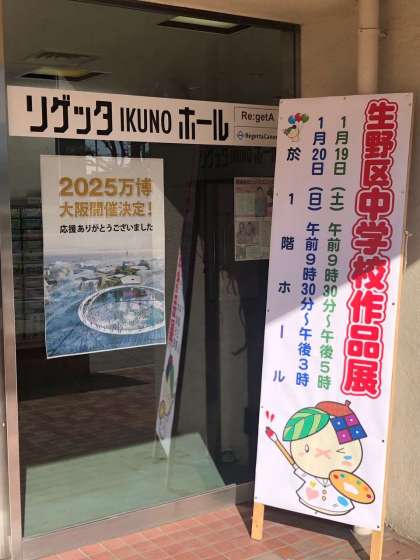 リゲッタ IKUNO ホール
Re:getA
RegettaCanoe
2025万博
大阪開催決定！
応援ありがとうございました
生野区中学校作品展
1月19日（土）午前9時30分～午後5時
1月20日（日）午前9時30分～午後3時
於1階ホール